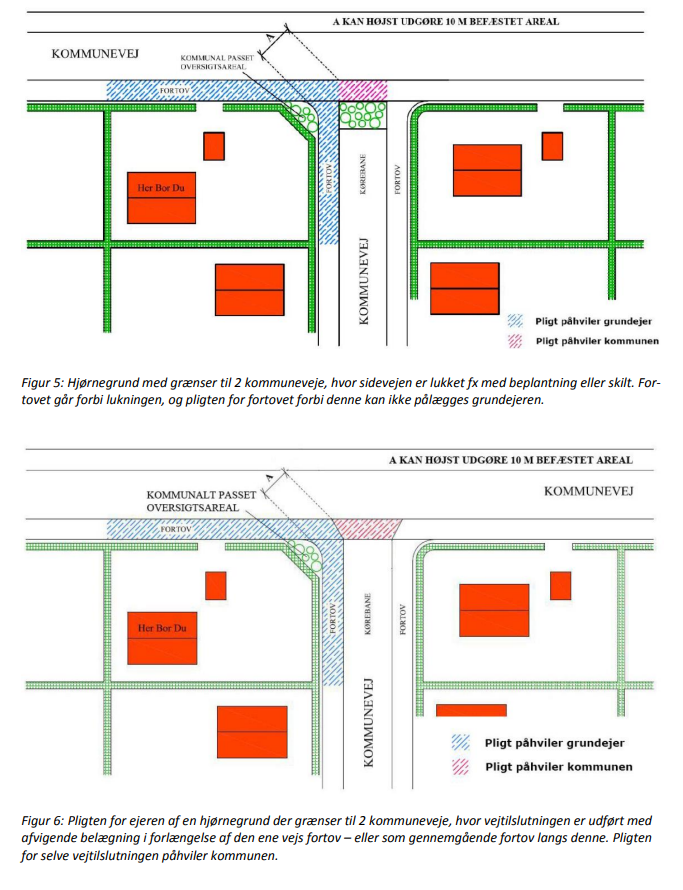 A KAN HØJST UDGØRE 10 M BEFÆSTET AREAL
KOMMUNEVEJ
A
KOMMUNAL PASSET
OVERSIGTSAREAL
FORTOV
Her Bor Du
FORTOV
KØREBANE
FORTOV
KOMMUNEVEJ
Pligt påhviler grundejer
Pligt påhviler kommunen
Figur 5: Hjørnegrund med grænser til 2 kommuneveje, hvor sidevejen er lukket fx med beplantning eller skilt. For-
tovet går forbi lukningen, og pligten for fortovet forbi denne kan ikke pålægges grundejeren.
A KAN HØJST UDGØRE 10 M BEFÆSTET AREAL
A
KOMMUNALT PASSET
OVERSIGTSAREAL
KOMMUNEVEJ
FORTOV
Her Bor Du
FORTOV
KØREBANE
FORTOV
KOMMUNEVEJ
Pligt påhviler grundejer
Pligt påhviler kommunen
Figur 6: Pligten for ejeren af en hjørnegrund der grænser til 2 kommuneveje, hvor vejtilslutningen er udført med
afvigende belægning i forlængelse af den ene vejs fortov – eller som gennemgående fortov langs denne. Pligten
for selve vejtilslutningen påhviler kommunen.